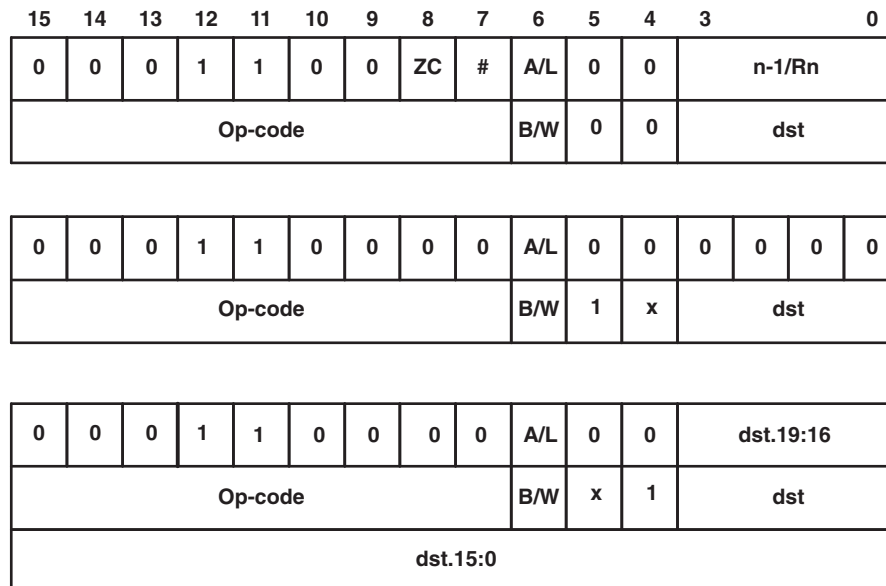 15 14 13 12 11 10 9 8 7 6 5 4 3 0
0 0 0 1 1 0 0 ZC # A/L 0 0 n-1/Rn
Op-code B/W 0 0 dst
0 0 0 1 1 0 0 0 0 A/L 0 0 0 0 0 0
Op-code B/W 1 x dst
0 0 0 1 1 0 0 0 0 A/L 0 0 dst.19:16
Op-code B/W x 1 dst
dst.15:0